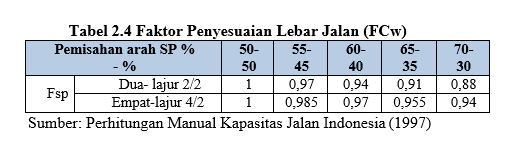 Tabel 2.4 Faktor Penyesuaian Lebar Jalan (FCw)
Pemisahan arah SP % - % 50-50 55-45 60-40 65-35 70-30
Fsp Dua- lajur 2/2 1 0,97 0,94 0,91 0,88
Empat-lajur 4/2 1 0,985 0,97 0,955 0,94
Sumber: Perhitungan Manual Kapasitas Jalan Indonesia (1997)